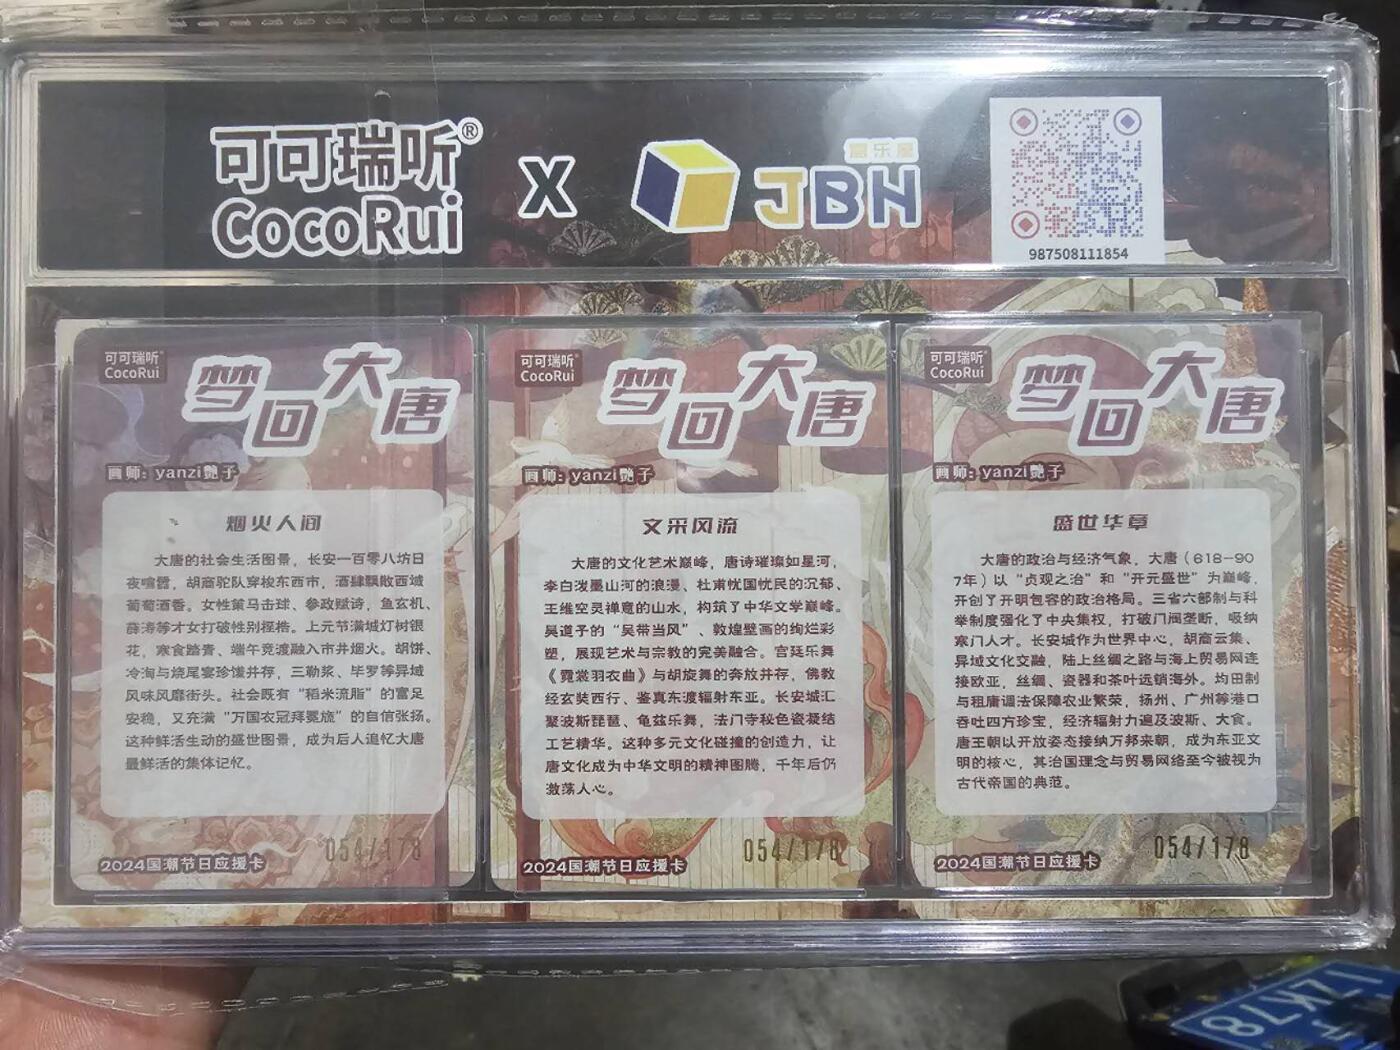 可可瑞听®
CocoRui
X
盒乐屋
JBH
987508111854
可可瑞听
CocoRui
梦回大唐
画师：yanzi艳子
烟火人间
大唐的社会生活图景，长安一百零八坊日
夜喧嚣，胡商驼队穿梭东西市，酒肆飘散西域
葡萄酒香。女性策马击球、参政赋诗，鱼玄机、
薛涛等才女打破性别桎梏。上元节满城灯树银
花，寒食踏青、端午竞渡融入市井烟火。胡饼、
冷淘与烧尾宴珍馐并存，三勒浆、毕罗等异域
风味风靡街头。社会既有“稻米流脂”的富足
安稳，又充满“万国衣冠拜冕旒”的自信张扬。
这种鲜活生动的盛世图景，成为后人追忆大唐
最鲜活的集体记忆。
2024国潮节日应援卡
054/178
可可瑞听
CocoRui
梦回大唐
画师：yanzi艳子
文采风流
大唐的文化艺术巅峰，唐诗璀璨如星河，
李白泼墨山河的浪漫、杜甫忧国忧民的沉郁、
王维空灵禅意的山水，构筑了中华文学巅峰。
吴道子的“吴带当风”、敦煌壁画的绚烂彩
塑，展现艺术与宗教的完美融合。宫廷乐舞
《霓裳羽衣曲》与胡旋舞的奔放并存，佛教
经玄奘西行、鉴真东渡辐射东亚。长安城汇
聚波斯琵琶、龟兹乐舞，法门寺秘色瓷凝结
工艺精华。这种多元文化碰撞的创造力，让
唐文化成为中华文明的精神图腾，千年后仍
激荡人心。
2024国潮节日应援卡
054/178
可可瑞听
CocoRui
梦回大唐
画师：yanzi艳子
盛世华章
大唐的政治与经济气象，大唐（618-90
7年）以“贞观之治”和“开元盛世”为巅峰，
开创了开明包容的政治格局。三省六部制与科
举制度强化了中央集权，打破门阀垄断，吸纳
寒门人才。长安城作为世界中心，胡商云集、
异域文化交融，陆上丝绸之路与海上贸易网连
接欧亚，丝绸、瓷器和茶叶远销海外。均田制
与租庸调法保障农业繁荣，扬州、广州等港口
吞吐四方珍宝，经济辐射力遍及波斯、大食。
唐王朝以开放姿态接纳万邦来朝，成为东亚文
明的核心，其治国理念与贸易网络至今被视为
古代帝国的典范。
2024国潮节日应援卡
054/178